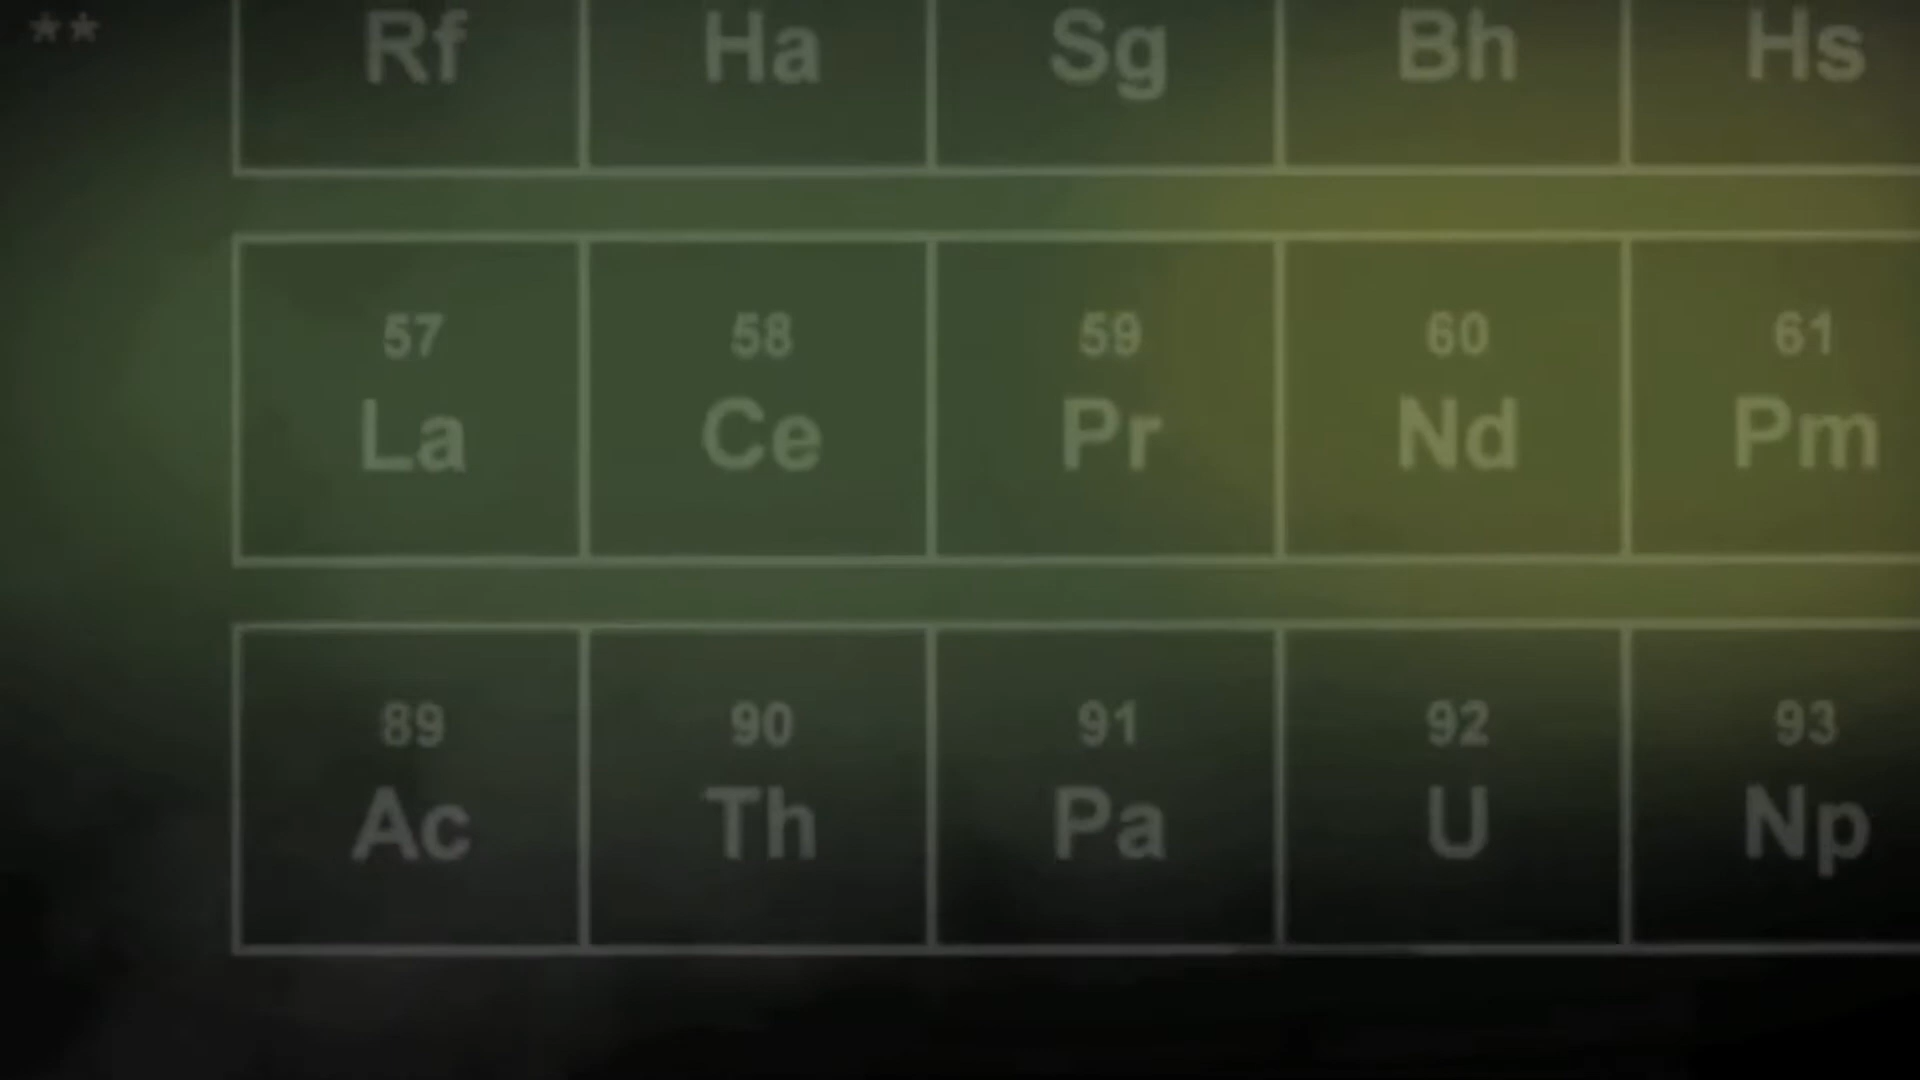 ** Rf Ha Sg Bh Hs
57 58 59 60 61
La Ce Pr Nd Pm
89 90 91 92 93
Ac Th Pa U Np